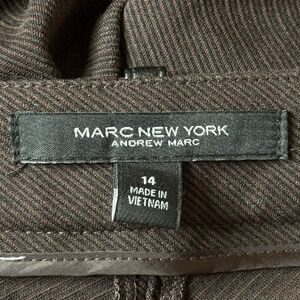 MARC NEW YORK
ANDREW MARC
14
MADE IN
VIETNAM